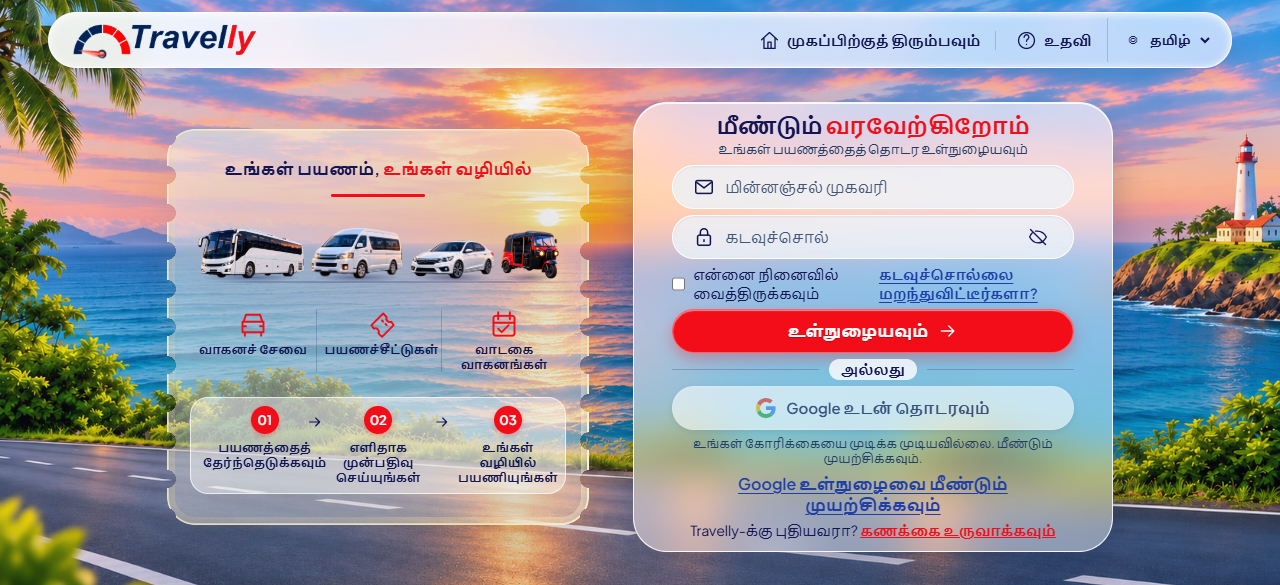 Travelly
முகப்பிற்குத் திரும்பவும்
உதவி
தமிழ்
உங்கள் பயணம், உங்கள் வழியில்
வாகனச் சேவை
பயணச்சீட்டுகள்
வாடகை
வாகனங்கள்
01
02
03
பயணத்தைத்
தேர்ந்தெடுக்கவும்
எளிதாக
முன்பதிவு
செய்யுங்கள்
உங்கள்
வழியில்
பயணியுங்கள்
மீண்டும் வரவேற்கிறோம்
உங்கள் பயணத்தைத் தொடர உள்நுழையவும்
மின்னஞ்சல் முகவரி
கடவுச்சொல்
என்னை நினைவில்
வைத்திருக்கவும்
கடவுச்சொல்லை
மறந்துவிட்டீர்களா?
உள்நுழையவும்
அல்லது
Google உடன் தொடரவும்
உங்கள் கோரிக்கையை முடிக்க முடியவில்லை. மீண்டும்
முயற்சிக்கவும்.
Google உள்நுழைவை மீண்டும்
முயற்சிக்கவும்
Travelly-க்கு புதியவரா? கணக்கை உருவாக்கவும்